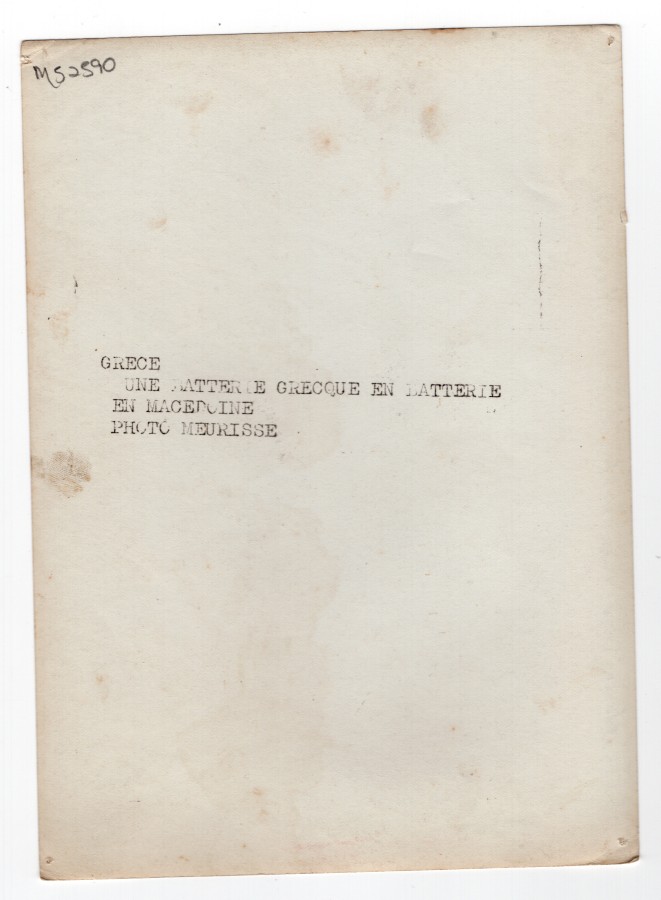 M52590
GRECE
UNE BATTERIE GRECQUE EN BATTERIE
EN MACEDOINE
PHOTO MEURISSE